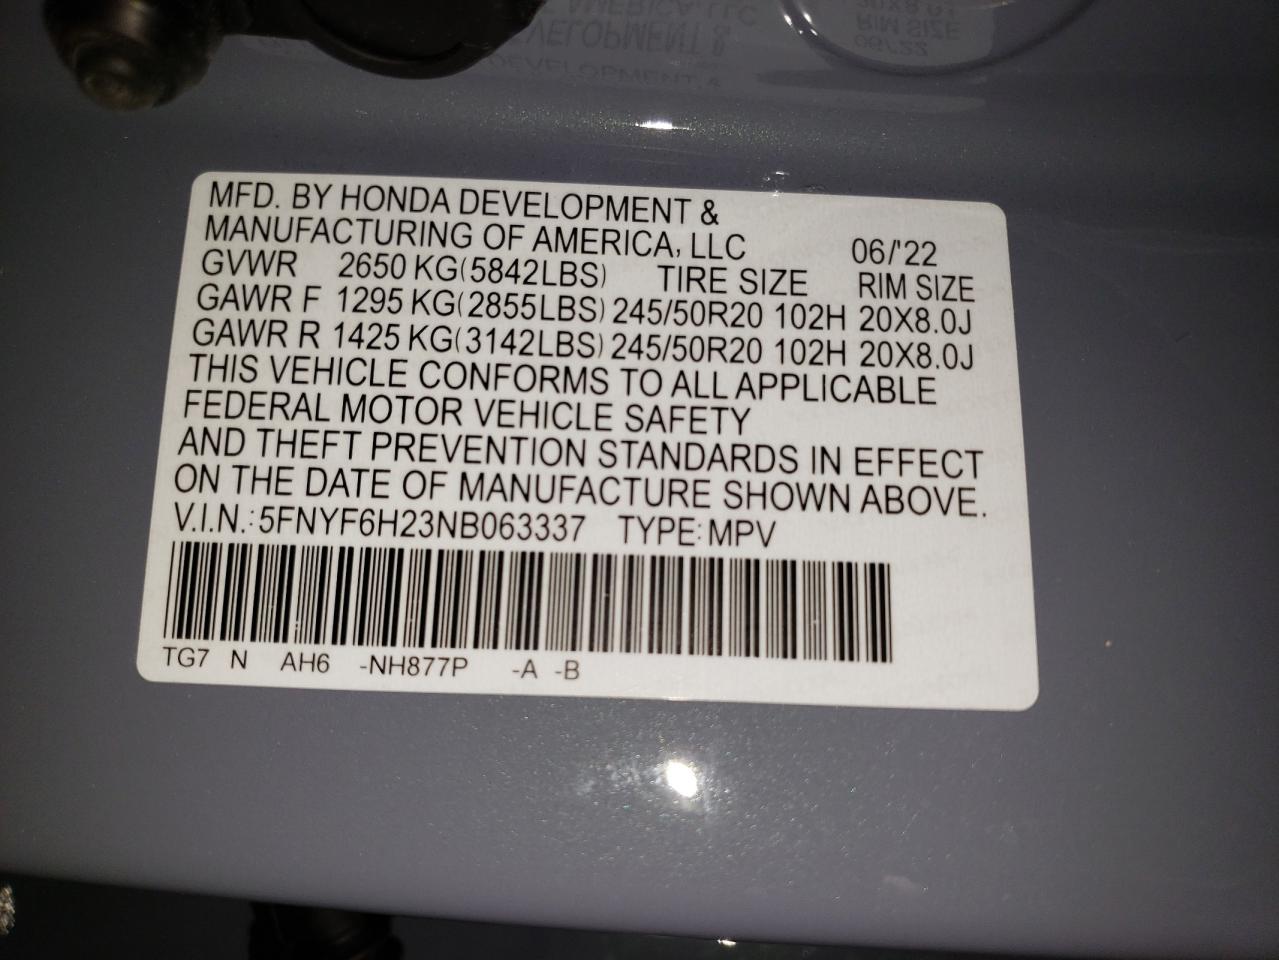 MFD. BY HONDA DEVELOPMENT &
MANUFACTURING OF AMERICA, LLC 06/'22
GVWR 2650 KG(5842LBS) TIRE SIZE RIM SIZE
GAWR F 1295 KG(2855LBS) 245/50R20 102H 20X8.0J
GAWR R 1425 KG(3142LBS) 245/50R20 102H 20X8.0J
THIS VEHICLE CONFORMS TO ALL APPLICABLE
FEDERAL MOTOR VEHICLE SAFETY
AND THEFT PREVENTION STANDARDS IN EFFECT
ON THE DATE OF MANUFACTURE SHOWN ABOVE.
V.I.N.: 5FNYF6H23NB063337 TYPE: MPV
TG7 N AH6 -NH877P -A -B